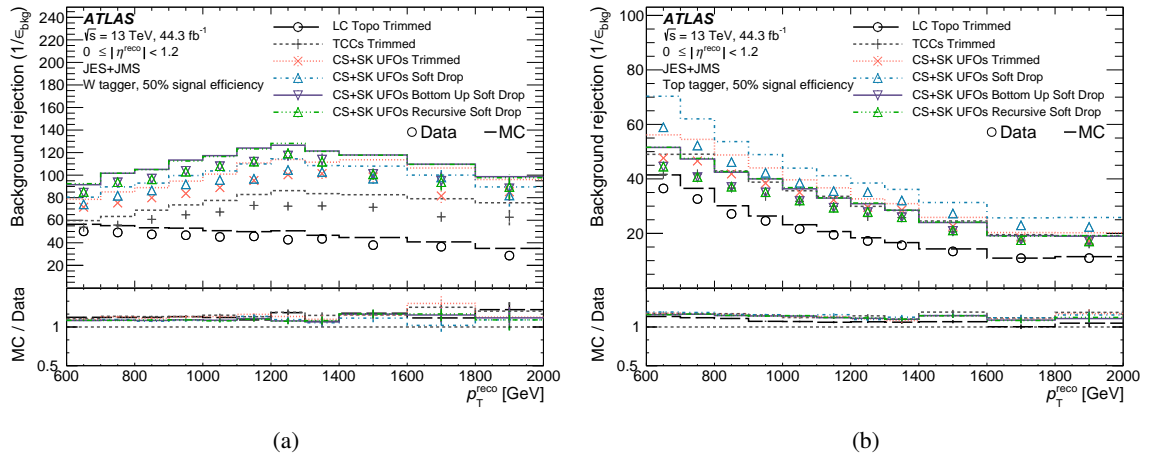 Background rejection (1/ε_bkg)
240
220
200
180
160
140
120
100
80
60
40
20
0
ATLAS
√s = 13 TeV, 44.3 fb⁻¹
0 ≤ |η^reco| < 1.2
JES+JMS
W tagger, 50% signal efficiency
LC Topo Trimmed
TCCs Trimmed
CS+SK UFOs Trimmed
CS+SK UFOs Soft Drop
CS+SK UFOs Bottom Up Soft Drop
CS+SK UFOs Recursive Soft Drop
Data MC
MC / Data
1
0.5
600 800 1000 1200 1400 1600 1800 2000
p_T^reco [GeV]
(a)
Background rejection (1/ε_bkg)
100
80
60
40
20
ATLAS
√s = 13 TeV, 44.3 fb⁻¹
0 ≤ |η^reco| < 1.2
JES+JMS
Top tagger, 50% signal efficiency
LC Topo Trimmed
TCCs Trimmed
CS+SK UFOs Trimmed
CS+SK UFOs Soft Drop
CS+SK UFOs Bottom Up Soft Drop
CS+SK UFOs Recursive Soft Drop
Data MC
MC / Data
1
0.5
600 800 1000 1200 1400 1600 1800 2000
p_T^reco [GeV]
(b)